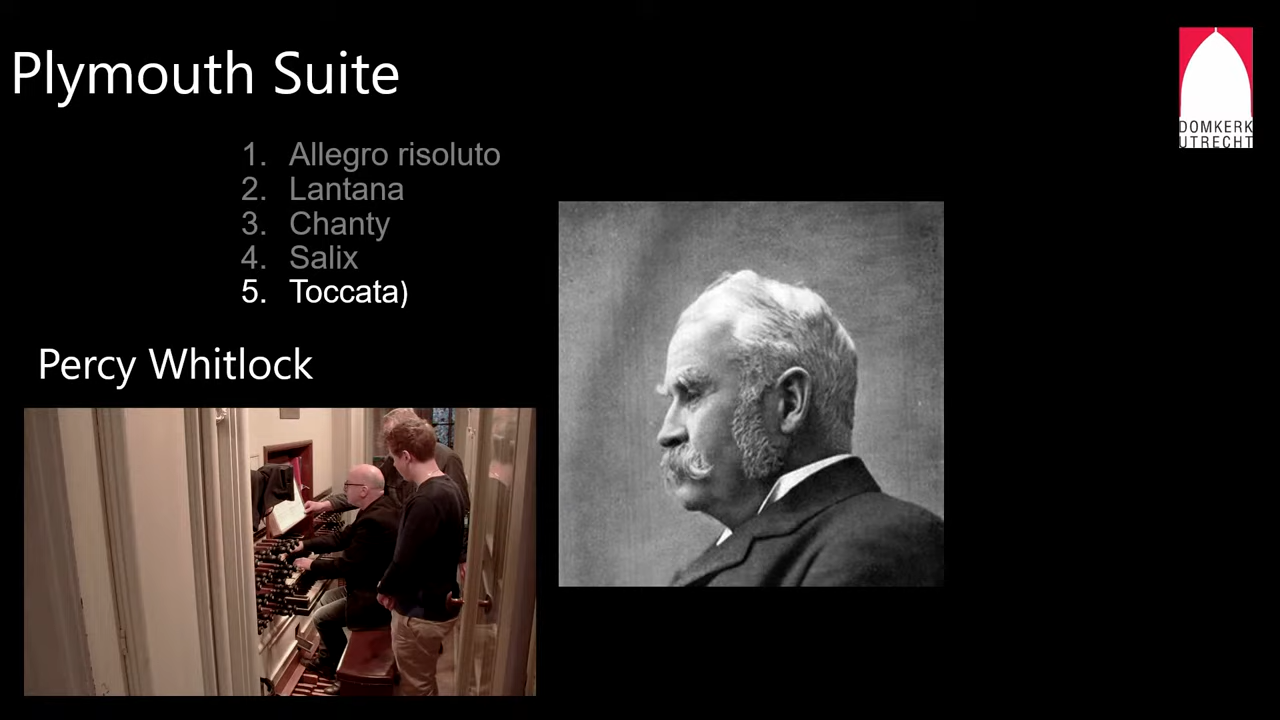 Plymouth Suite
1. Allegro risoluto
2. Lantana
3. Chanty
4. Salix
5. Toccata)
Percy Whitlock
DOMKERK
UTRECHT